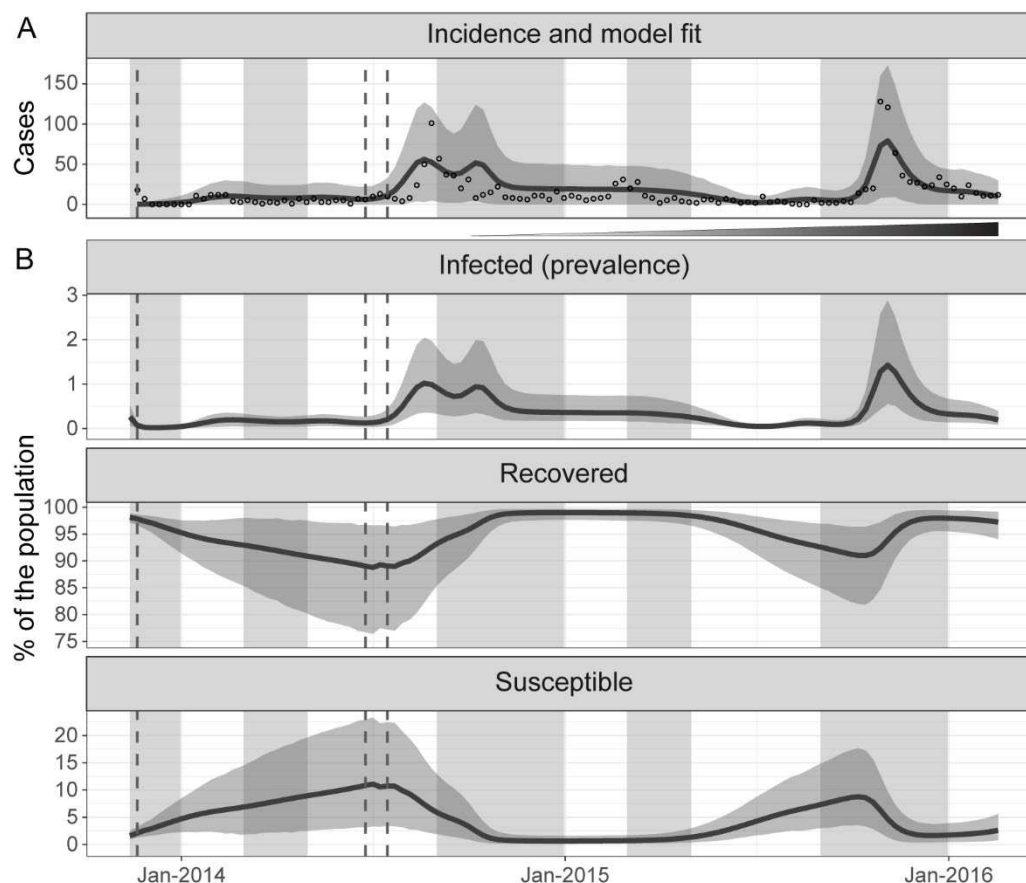 A
Incidence and model fit
Cases
150
100
50
0
B
Infected (prevalence)
% of the population
3
2
1
0
Recovered
100
95
90
85
80
75
Susceptible
20
15
10
5
0
Jan-2014
Jan-2015
Jan-2016